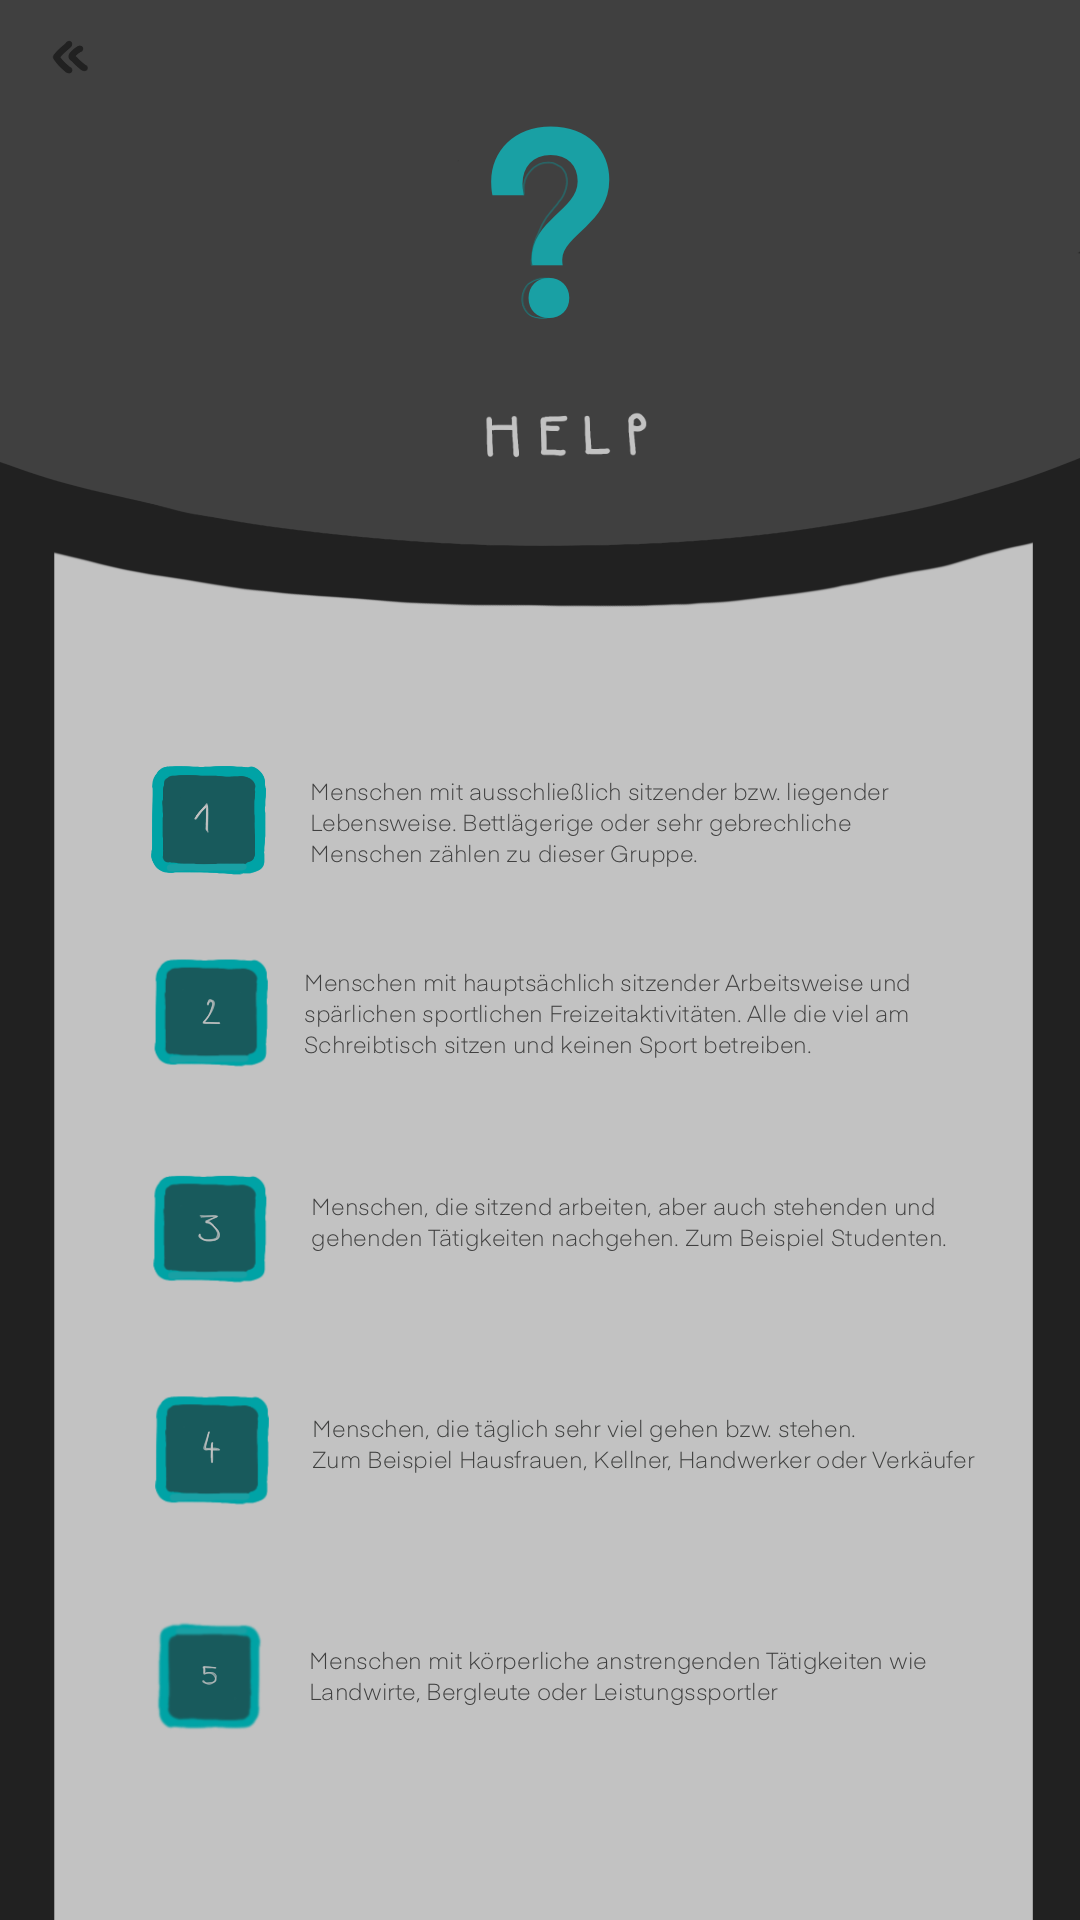 ?
HELP
1
Menschen mit ausschließlich sitzender bzw. liegender
Lebensweise. Bettlägerige oder sehr gebrechliche
Menschen zählen zu dieser Gruppe.
2
Menschen mit hauptsächlich sitzender Arbeitsweise und
spärlichen sportlichen Freizeitaktivitäten. Alle die viel am
Schreibtisch sitzen und keinen Sport betreiben.
3
Menschen, die sitzend arbeiten, aber auch stehenden und
gehenden Tätigkeiten nachgehen. Zum Beispiel Studenten.
4
Menschen, die täglich sehr viel gehen bzw. stehen.
Zum Beispiel Hausfrauen, Kellner, Handwerker oder Verkäufer
5
Menschen mit körperliche anstrengenden Tätigkeiten wie
Landwirte, Bergleute oder Leistungssportler